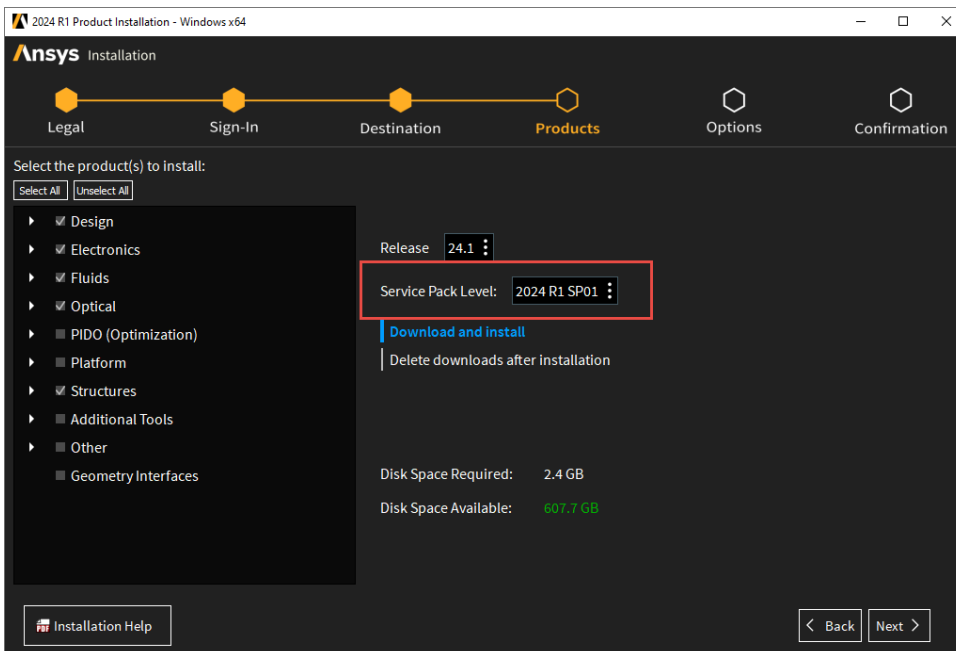 2024 R1 Product Installation - Windows x64
Ansys Installation
Legal Sign-In Destination Products Options Confirmation
Select the product(s) to install:
Select All Unselect All
Design
Electronics
Fluids
Optical
PIDO (Optimization)
Platform
Structures
Additional Tools
Other
Geometry Interfaces
Release 24.1
Service Pack Level: 2024 R1 SP01
Download and install
Delete downloads after installation
Disk Space Required: 2.4 GB
Disk Space Available: 607.7 GB
PDF Installation Help
Back Next